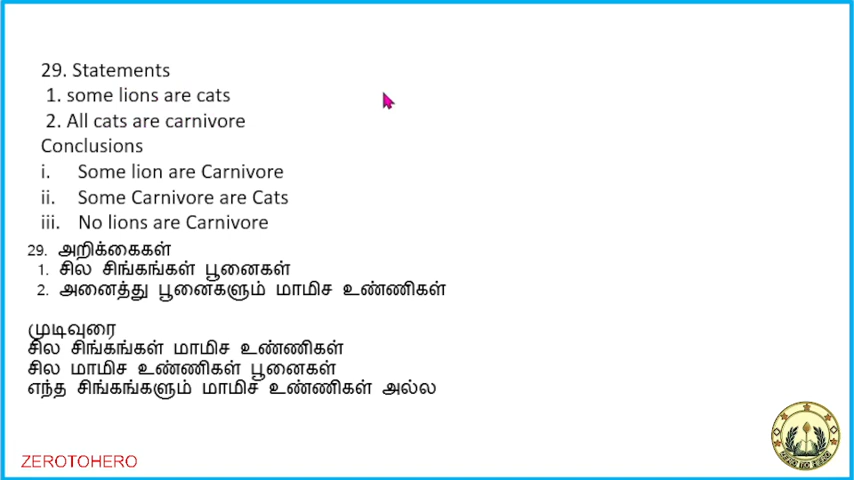 29. Statements
1. some lions are cats
2. All cats are carnivore
Conclusions
i. Some lion are Carnivore
ii. Some Carnivore are Cats
iii. No lions are Carnivore
29. அறிக்கைகள்
1. சில சிங்கங்கள் பூனைகள்
2. அனைத்து பூனைகளும் மாமிச உண்ணிகள்
முடிவுரை
சில சிங்கங்கள் மாமிச உண்ணிகள்
சில மாமிச உண்ணிகள் பூனைகள்
எந்த சிங்கங்களும் மாமிச உண்ணிகள் அல்ல
ZEROTOHERO